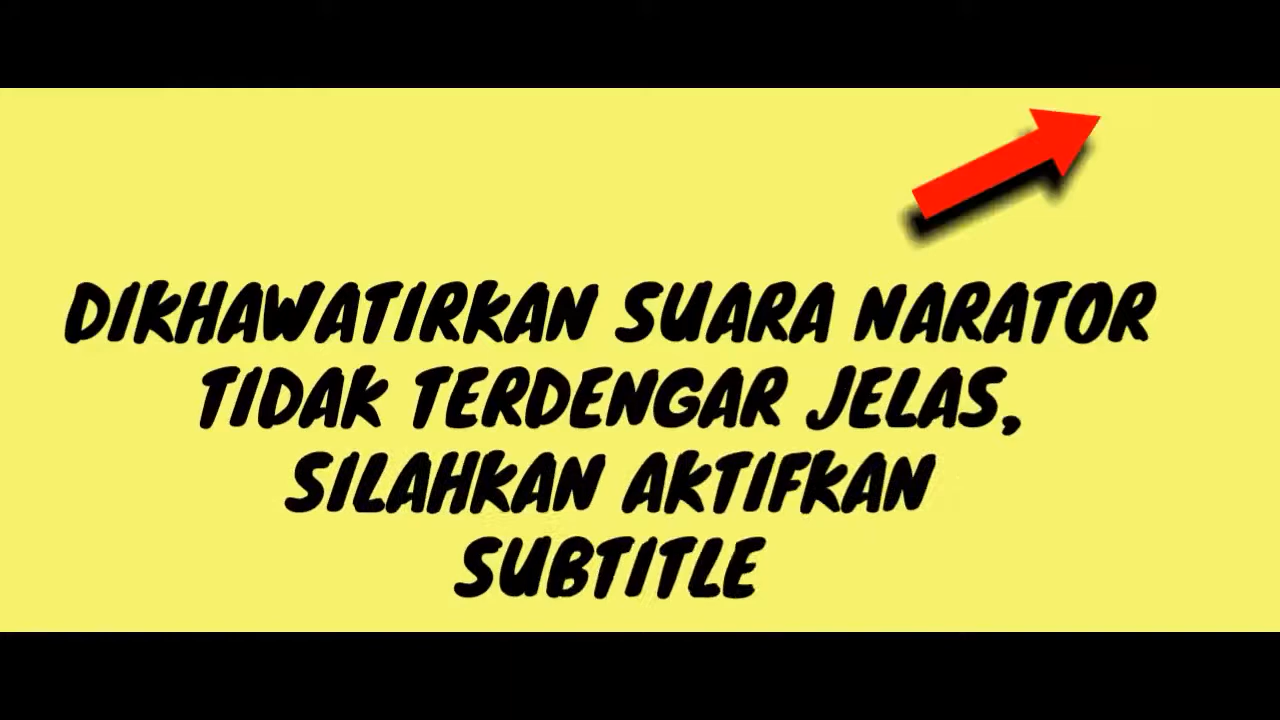 DIKHAWATIRKAN SUARA NARATOR
TIDAK TERDENGAR JELAS,
SILAHKAN AKTIFKAN
SUBTITLE